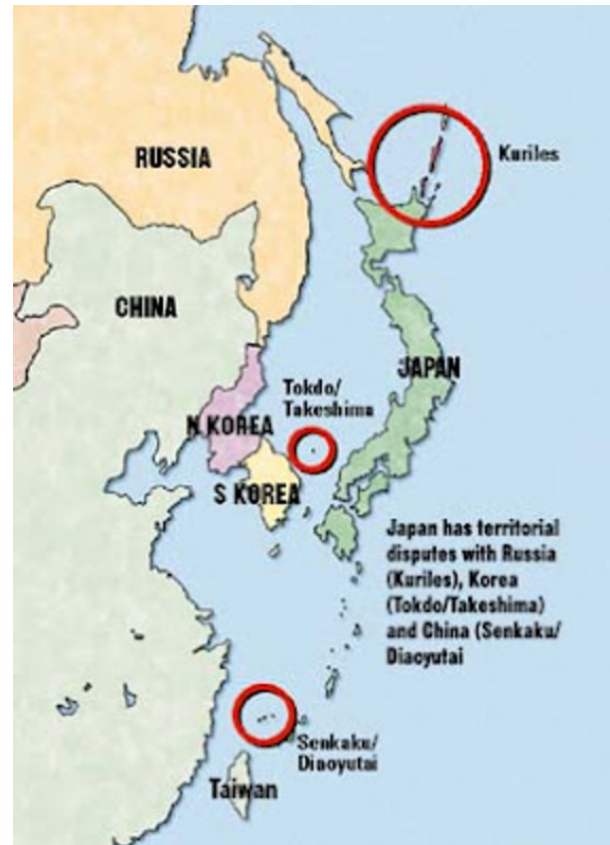 RUSSIA
Kuriles
CHINA
JAPAN
Tokdo/
Takeshima
N KOREA
S KOREA
Japan has territorial
disputes with Russia
(Kuriles), Korea
(Tokdo/Takeshima)
and China (Senkaku/
Diaoyutai
Senkaku/
Diaoyutai
Taiwan